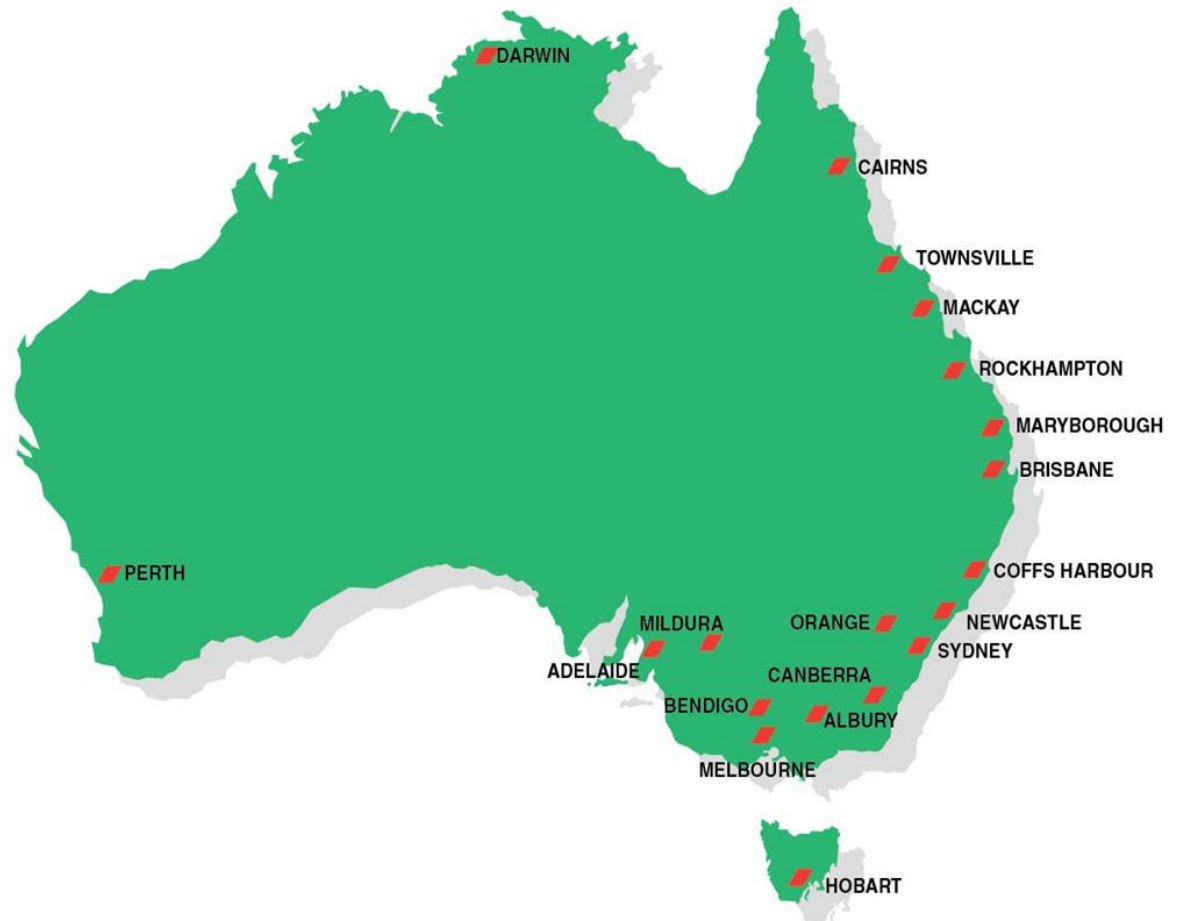 DARWIN
CAIRNS
TOWNSVILLE
MACKAY
ROCKHAMPTON
MARYBOROUGH
BRISBANE
PERTH
COFFS HARBOUR
MILDURA
ORANGE
NEWCASTLE
SYDNEY
ADELAIDE
CANBERRA
BENDIGO
ALBURY
MELBOURNE
HOBART